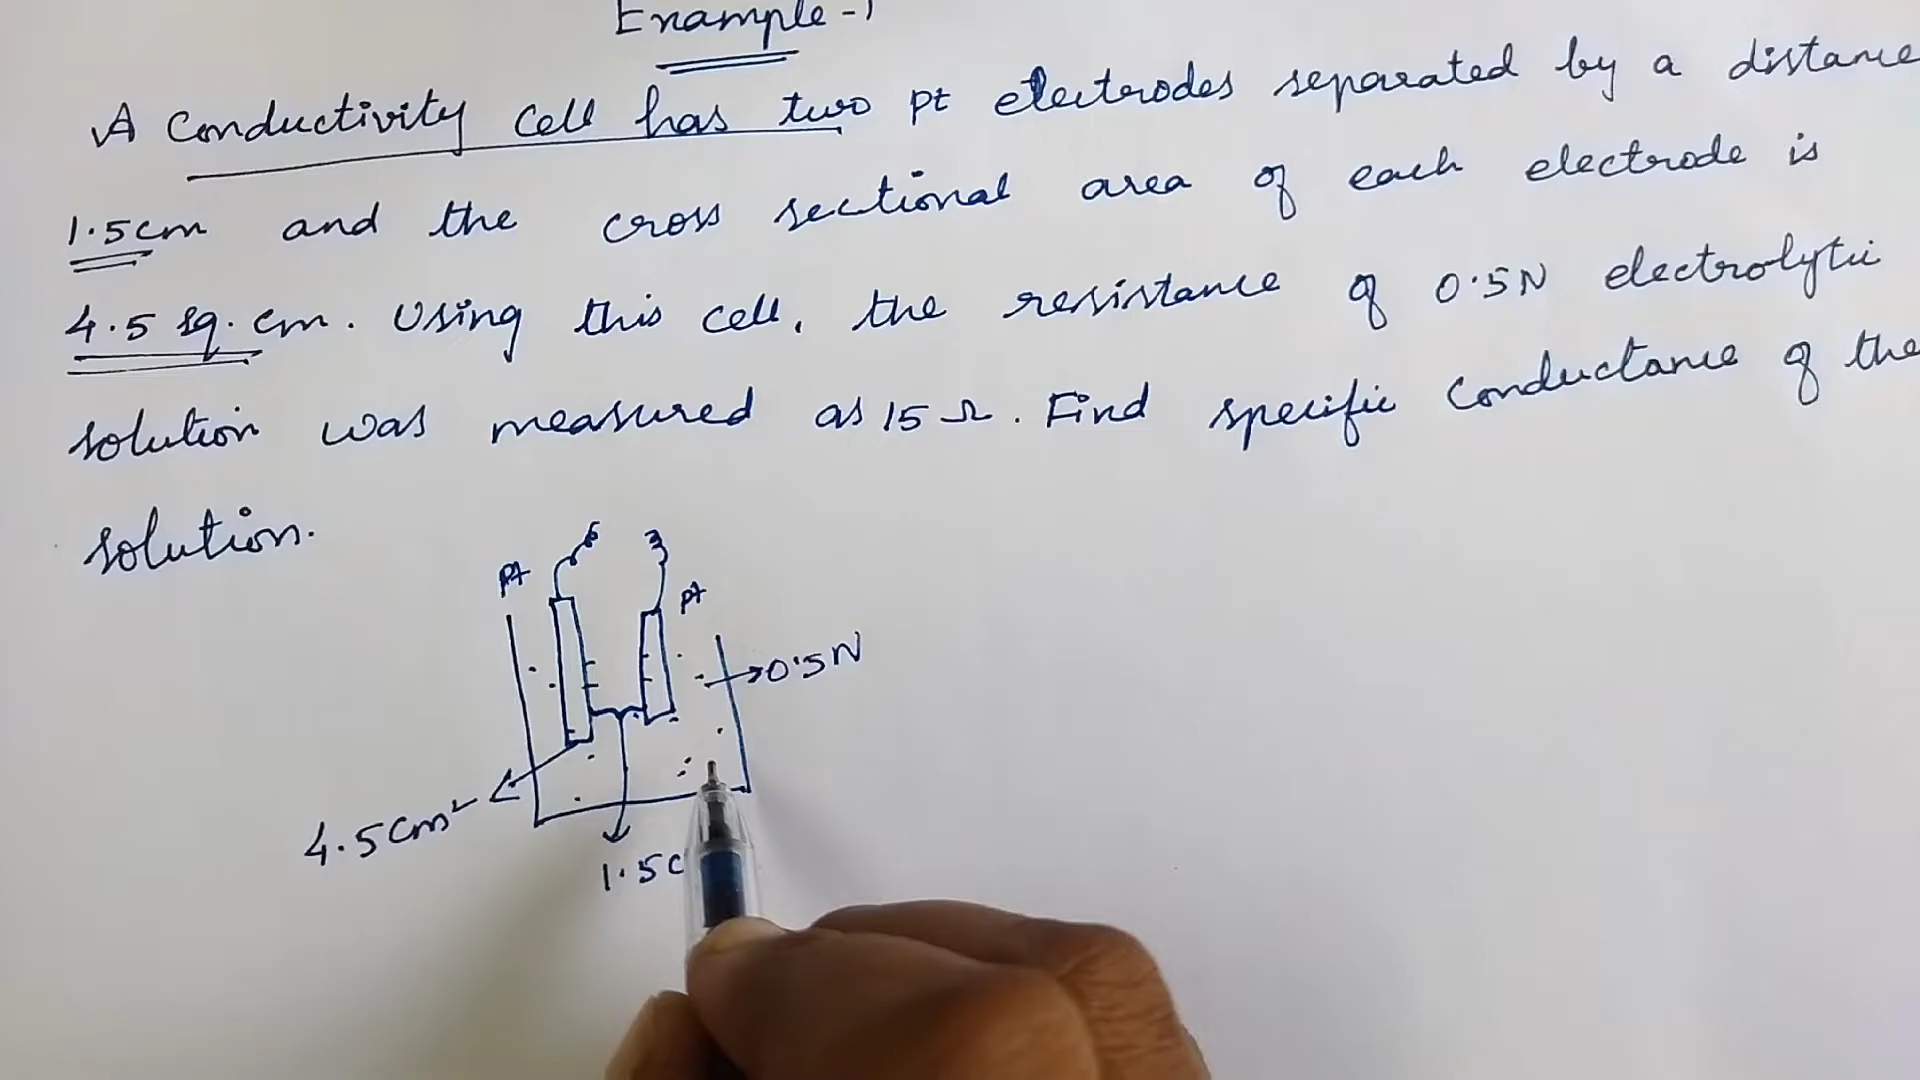 Example-1
A Conductivity cell has two Pt electrodes separated by a distance
1.5cm and the cross sectional area of each electrode is
4.5 sq. cm. Using this cell, the resistance of 0.5N electrolytic
solution was measured as 15 Ω. Find specific conductance of the
solution.
Pt
Pt
0.5N
4.5cm²
1.5c